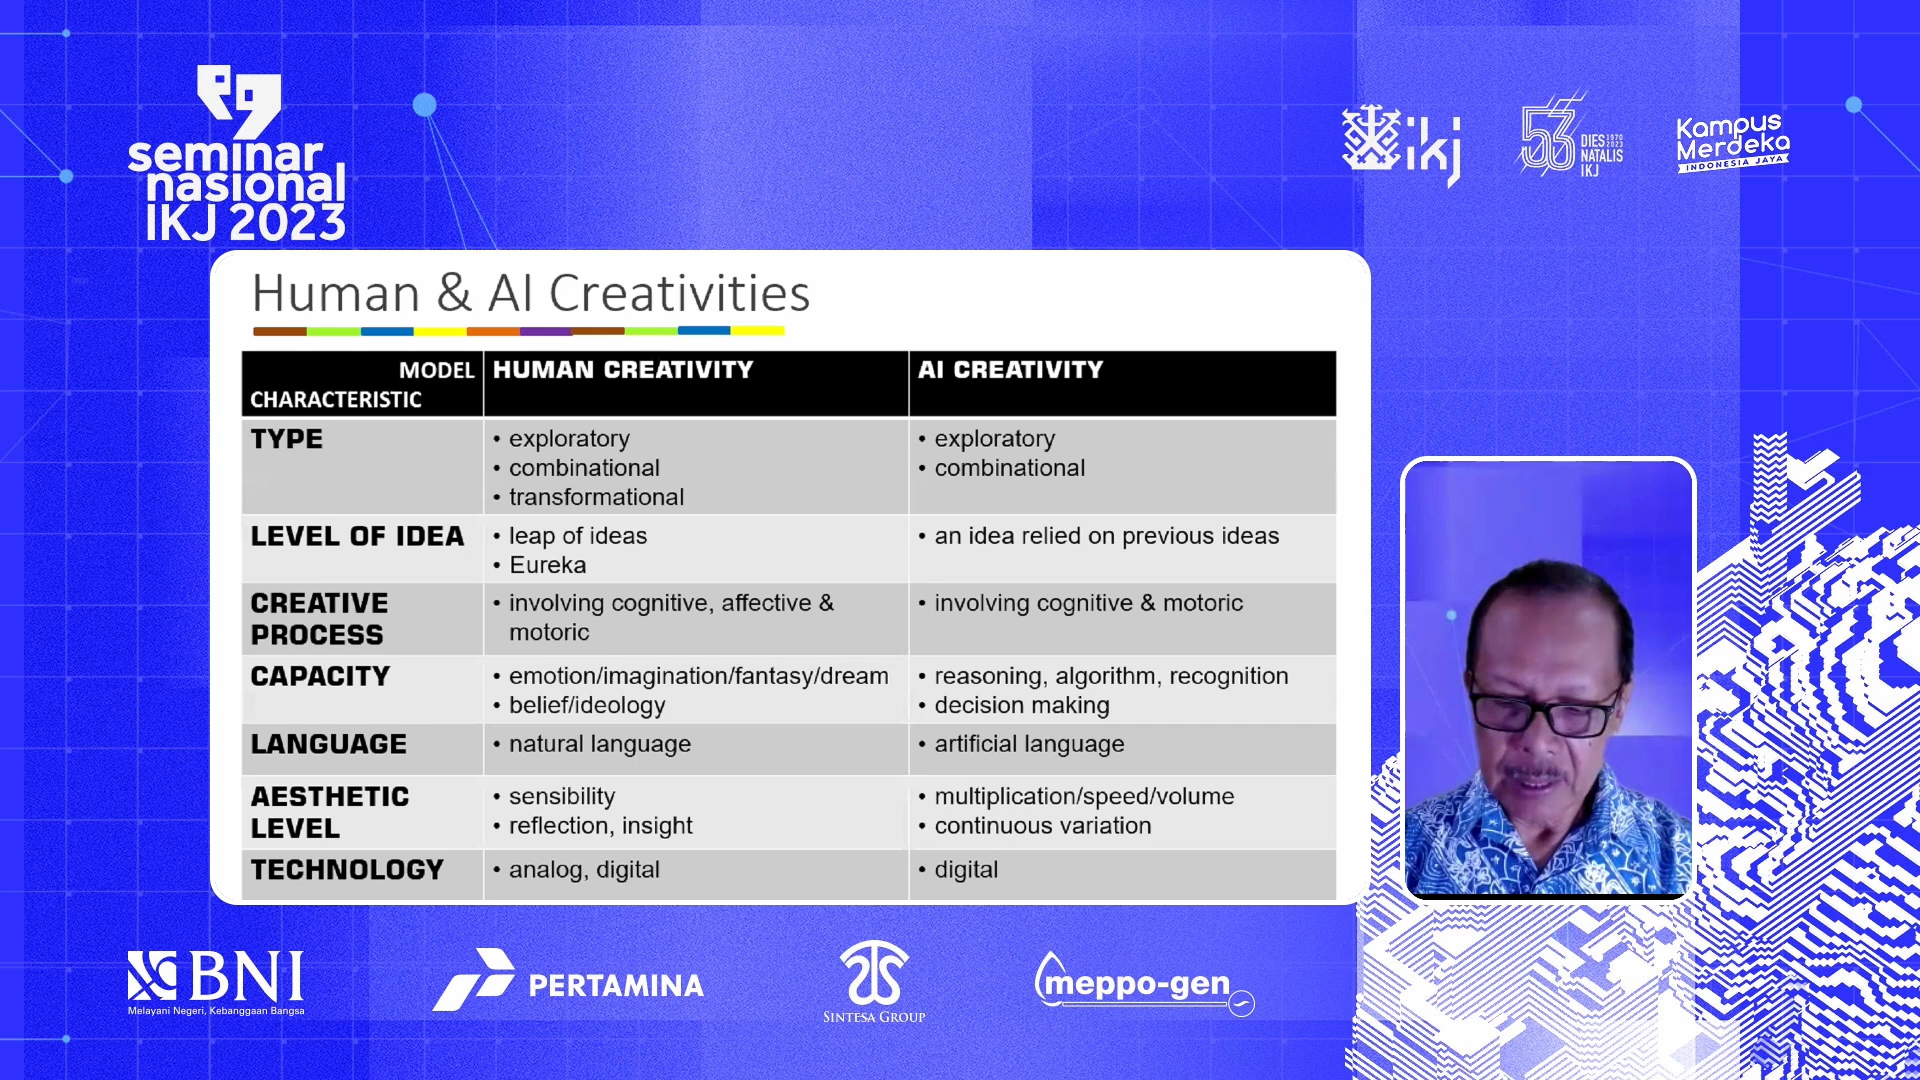 seminar
nasional
IKJ 2023
ikj
53
DIES 1970
NATALIS 2023
IKJ
Kampus
Merdeka
INDONESIA JAYA
Human & AI Creativities
MODEL
CHARACTERISTIC
HUMAN CREATIVITY
AI CREATIVITY
TYPE
• exploratory
• combinational
• transformational
• exploratory
• combinational
LEVEL OF IDEA
• leap of ideas
• Eureka
• an idea relied on previous ideas
CREATIVE
PROCESS
• involving cognitive, affective &
motoric
• involving cognitive & motoric
CAPACITY
• emotion/imagination/fantasy/dream
• belief/ideology
• reasoning, algorithm, recognition
• decision making
LANGUAGE
• natural language
• artificial language
AESTHETIC
LEVEL
• sensibility
• reflection, insight
• multiplication/speed/volume
• continuous variation
TECHNOLOGY
• analog, digital
• digital
BNI
Melayani Negeri, Kebanggaan Bangsa
PERTAMINA
SINTESA GROUP
meppo-gen